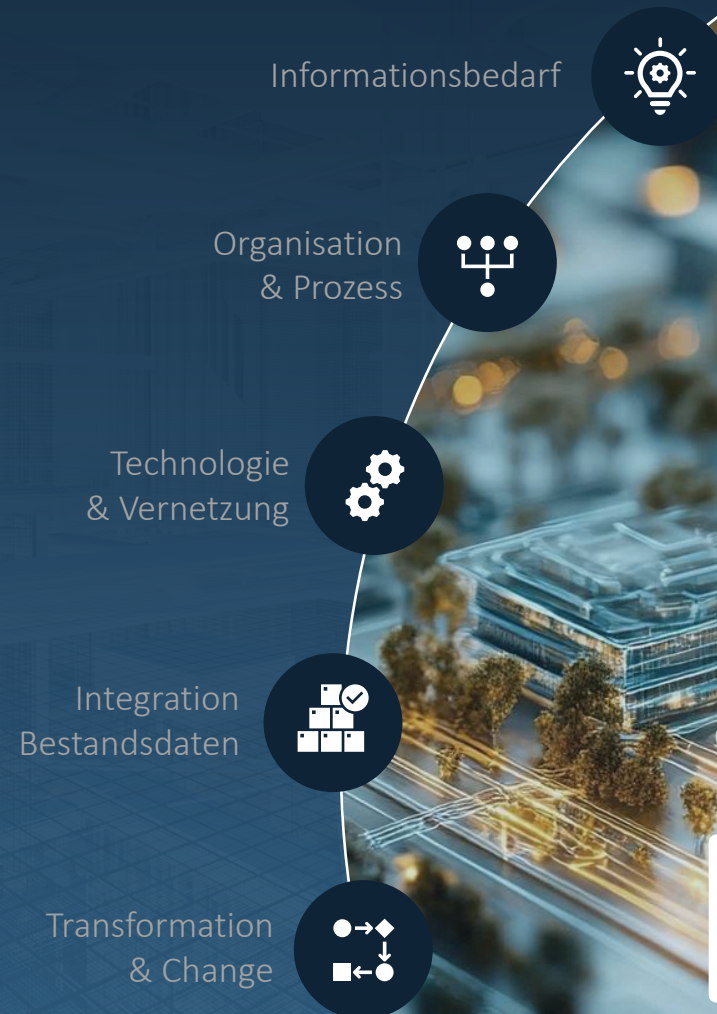 Informationsbedarf
Organisation
& Prozess
Technologie
& Vernetzung
Integration
Bestandsdaten
Transformation
& Change